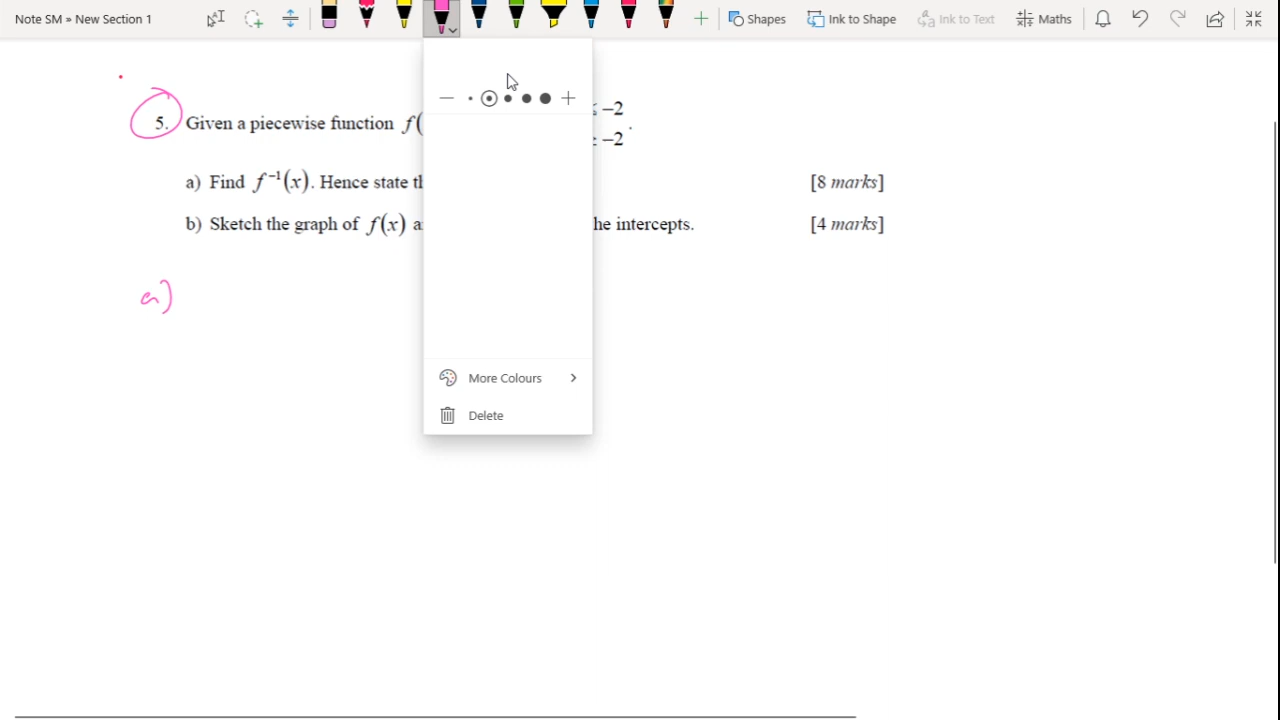 Note SM » New Section 1
Shapes
Ink to Shape
Ink to Text
Maths
5. Given a piecewise function f(
≤ −2
≥ −2 .
a) Find f⁻¹(x). Hence state
[8 marks]
b) Sketch the graph of f(x)
the intercepts.
[4 marks]
a)
More Colours
Delete